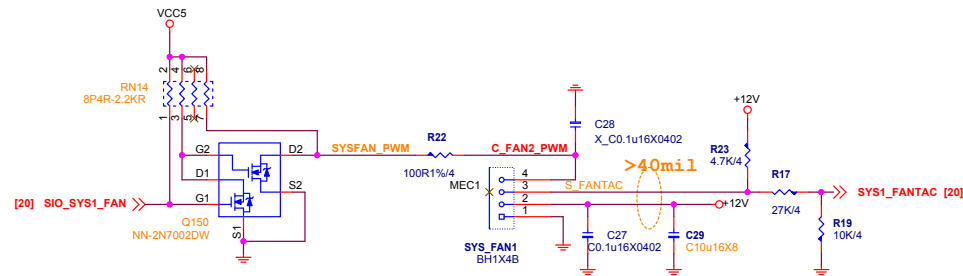 VCC5
2
4
6
8
RN14
8P4R-2.2KR
1
3
5
7
+12V
C28
X_C0.1u16X0402
R22
SYSFAN_PWM
C_FAN2_PWM
100R1%/4
>40mil
R23
4.7K/4
R17
27K/4
G2
D2
D1
S2
G1
S1
MEC1
4
3
2
1
S_FANTAC
+12V
[20] SIO_SYS1_FAN
SYS1_FANTAC [20]
Q150
NN-2N7002DW
C27
C0.1u16X0402
C29
C10u16X8
R19
10K/4
SYS_FAN1
BH1X4B